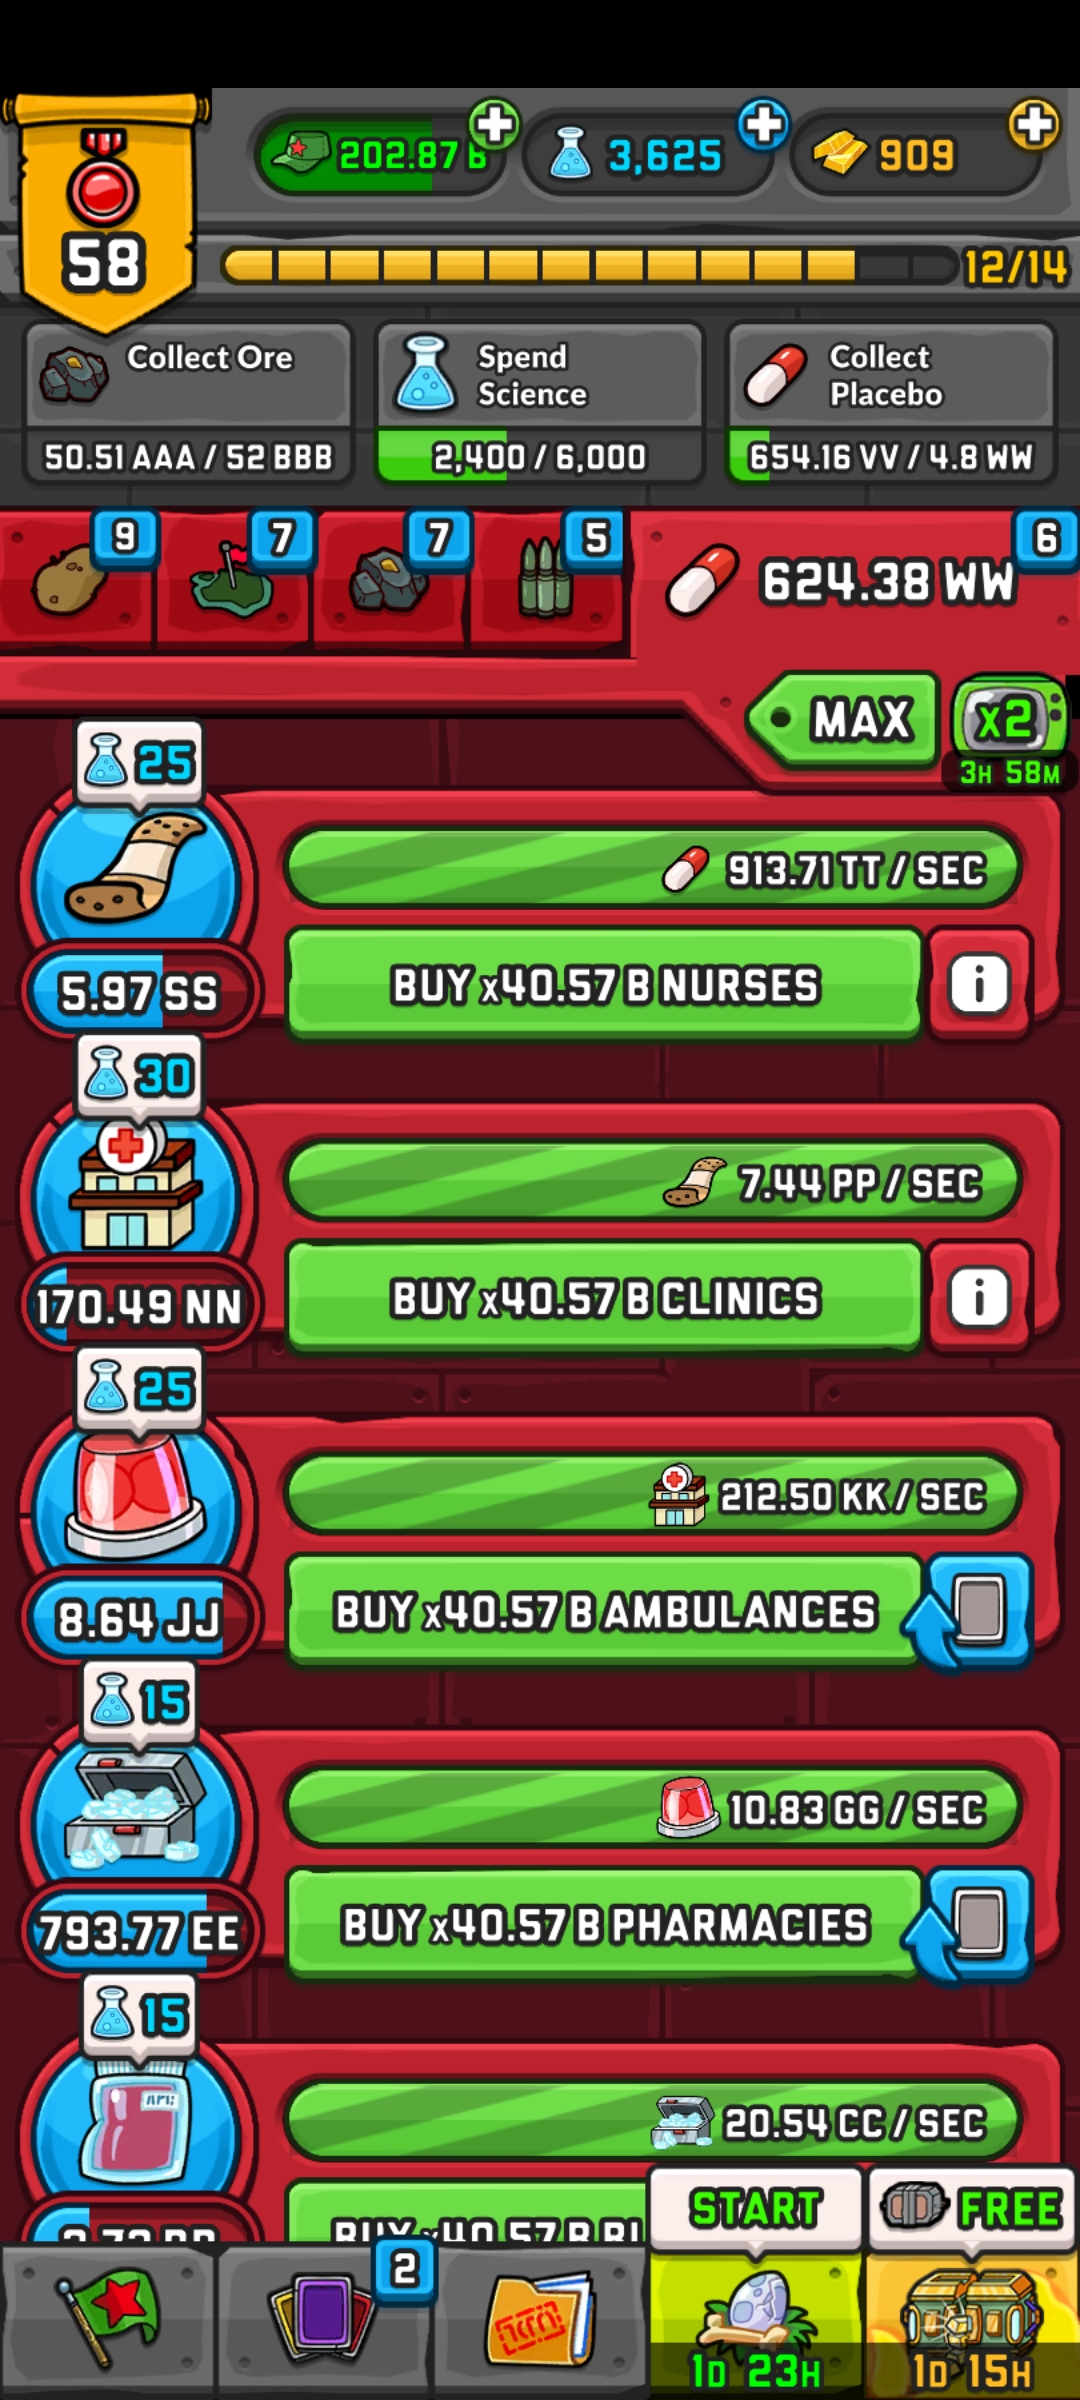 58
202.87 B
3,625
909
12/14
Collect Ore
50.51 AAA / 52 BBB
Spend
Science
2,400 / 6,000
Collect
Placebo
654.16 VV / 4.8 WW
9
7
7
5
6
624.38 WW
MAX
x2
3H 58M
25
913.71 TT / SEC
5.97 SS
BUY x40.57 B NURSES
i
30
7.44 PP / SEC
170.49 NN
BUY x40.57 B CLINICS
i
25
212.50 KK / SEC
8.64 JJ
BUY x40.57 B AMBULANCES
15
10.83 GG / SEC
793.77 EE
BUY x40.57 B PHARMACIES
15
20.54 CC / SEC
BUY x40.57 B
START
FREE
2
1D 23H
1D 15H